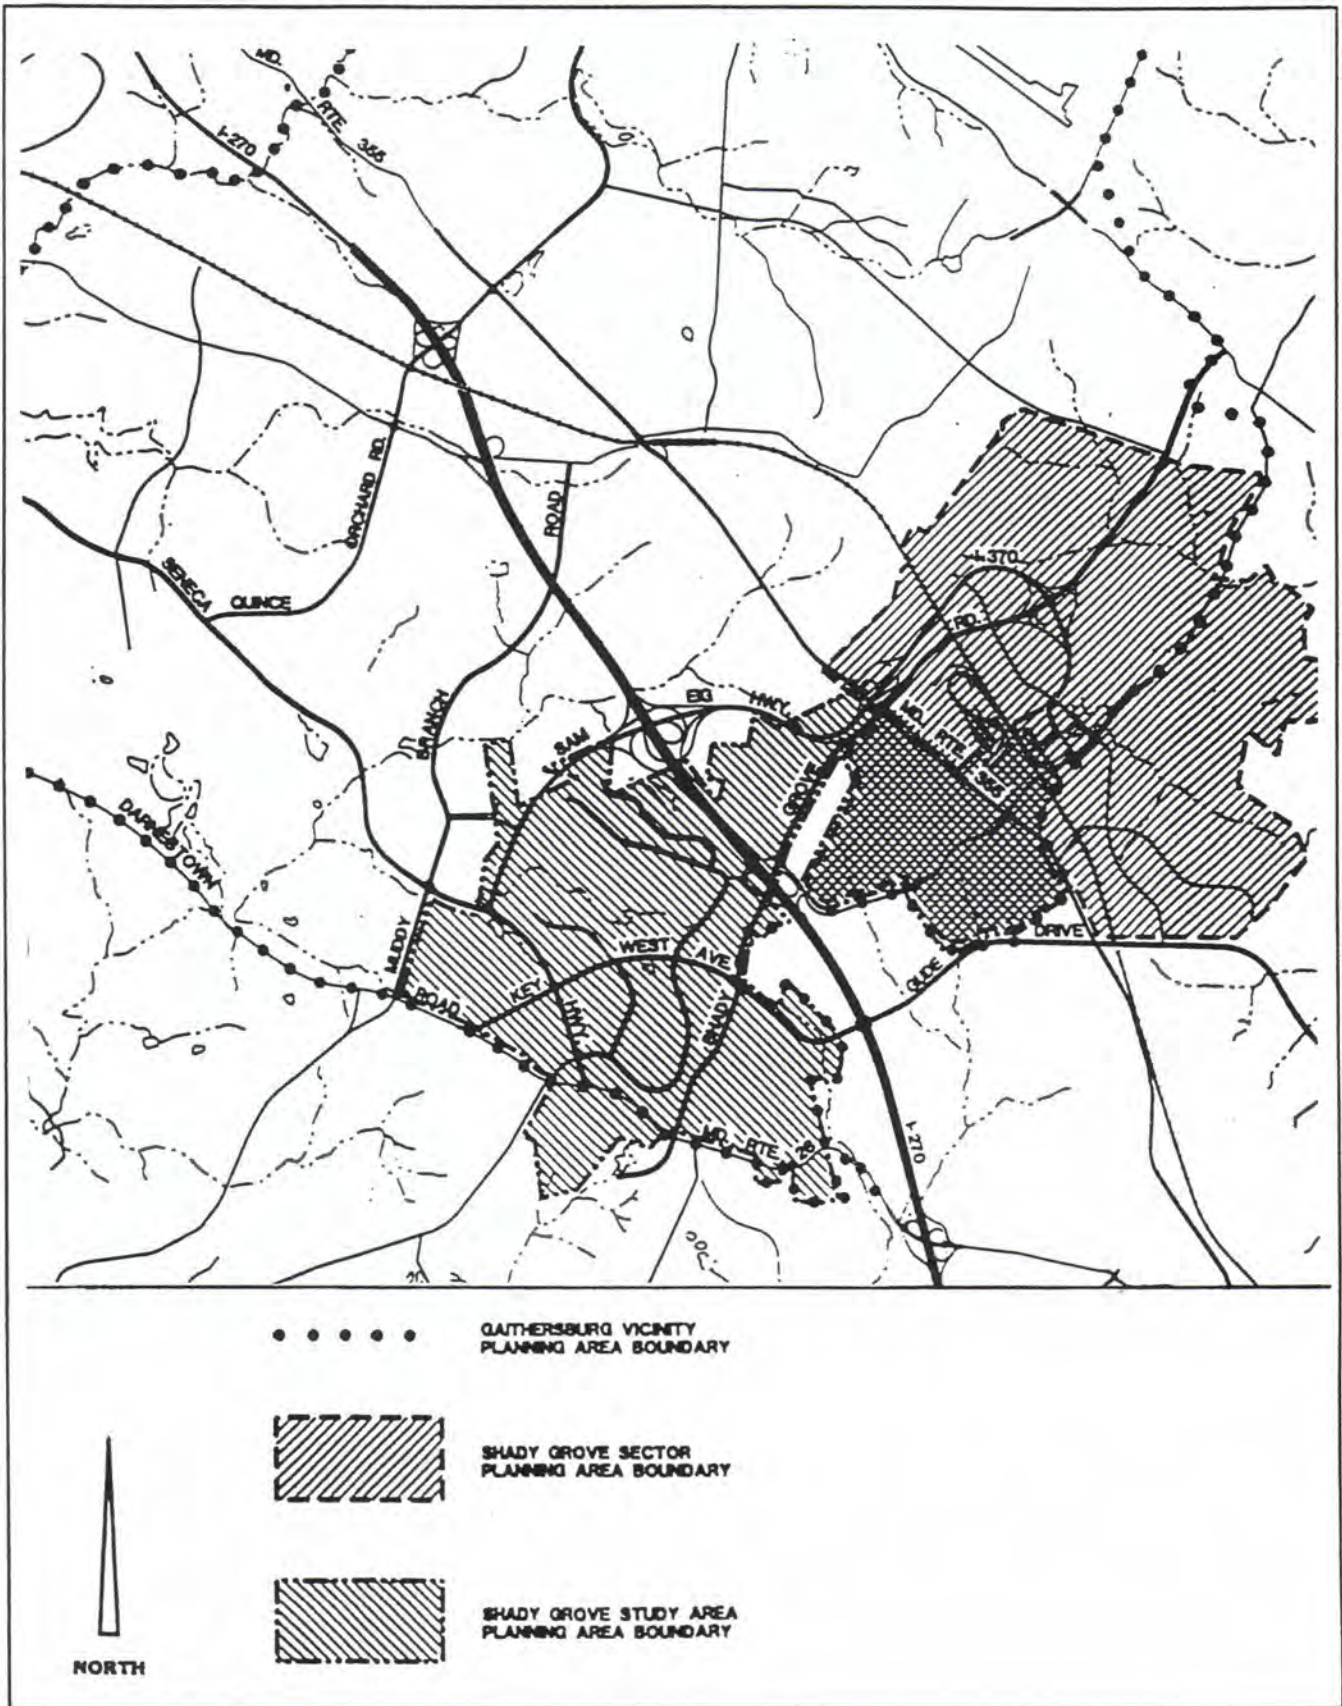 MD.
RTE
355
I-270
ORCHARD RD.
ROAD
SENECA
QUINCE
I-370
RD.
BRANCH
SAM
EIG
HWY.
MD. RTE 355
GROVE
DARNESTOWN
MUDDY
ROAD
KEY
WEST
AVE
HWY
SHADY
GUDE
DRIVE
MD. RTE 28
I-270
GAITHERSBURG VICINITY
PLANNING AREA BOUNDARY
SHADY GROVE SECTOR
PLANNING AREA BOUNDARY
SHADY GROVE STUDY AREA
PLANNING AREA BOUNDARY
NORTH